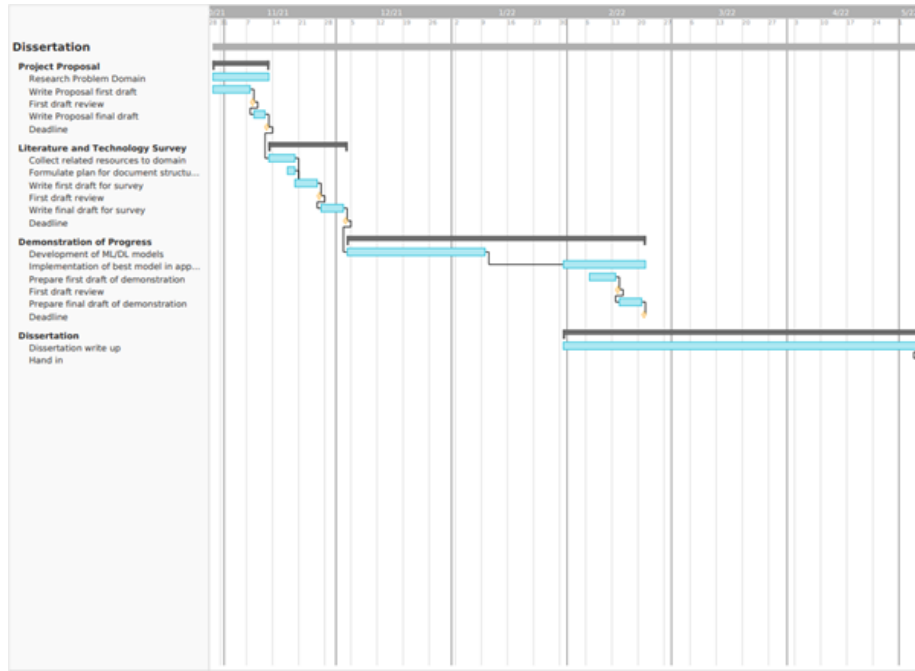 11/21 12/21 1/22 2/22 3/22 4/22
Dissertation
Project Proposal
Research Problem Domain
Write Proposal first draft
First draft review
Write Proposal final draft
Deadline
Literature and Technology Survey
Collect related resources to domain
Formulate plan for document structu...
Write first draft for survey
First draft review
Write final draft for survey
Deadline
Demonstration of Progress
Development of ML/DL models
Implementation of best model in app...
Prepare first draft of demonstration
First draft review
Prepare final draft of demonstration
Deadline
Dissertation
Dissertation write up
Hand in